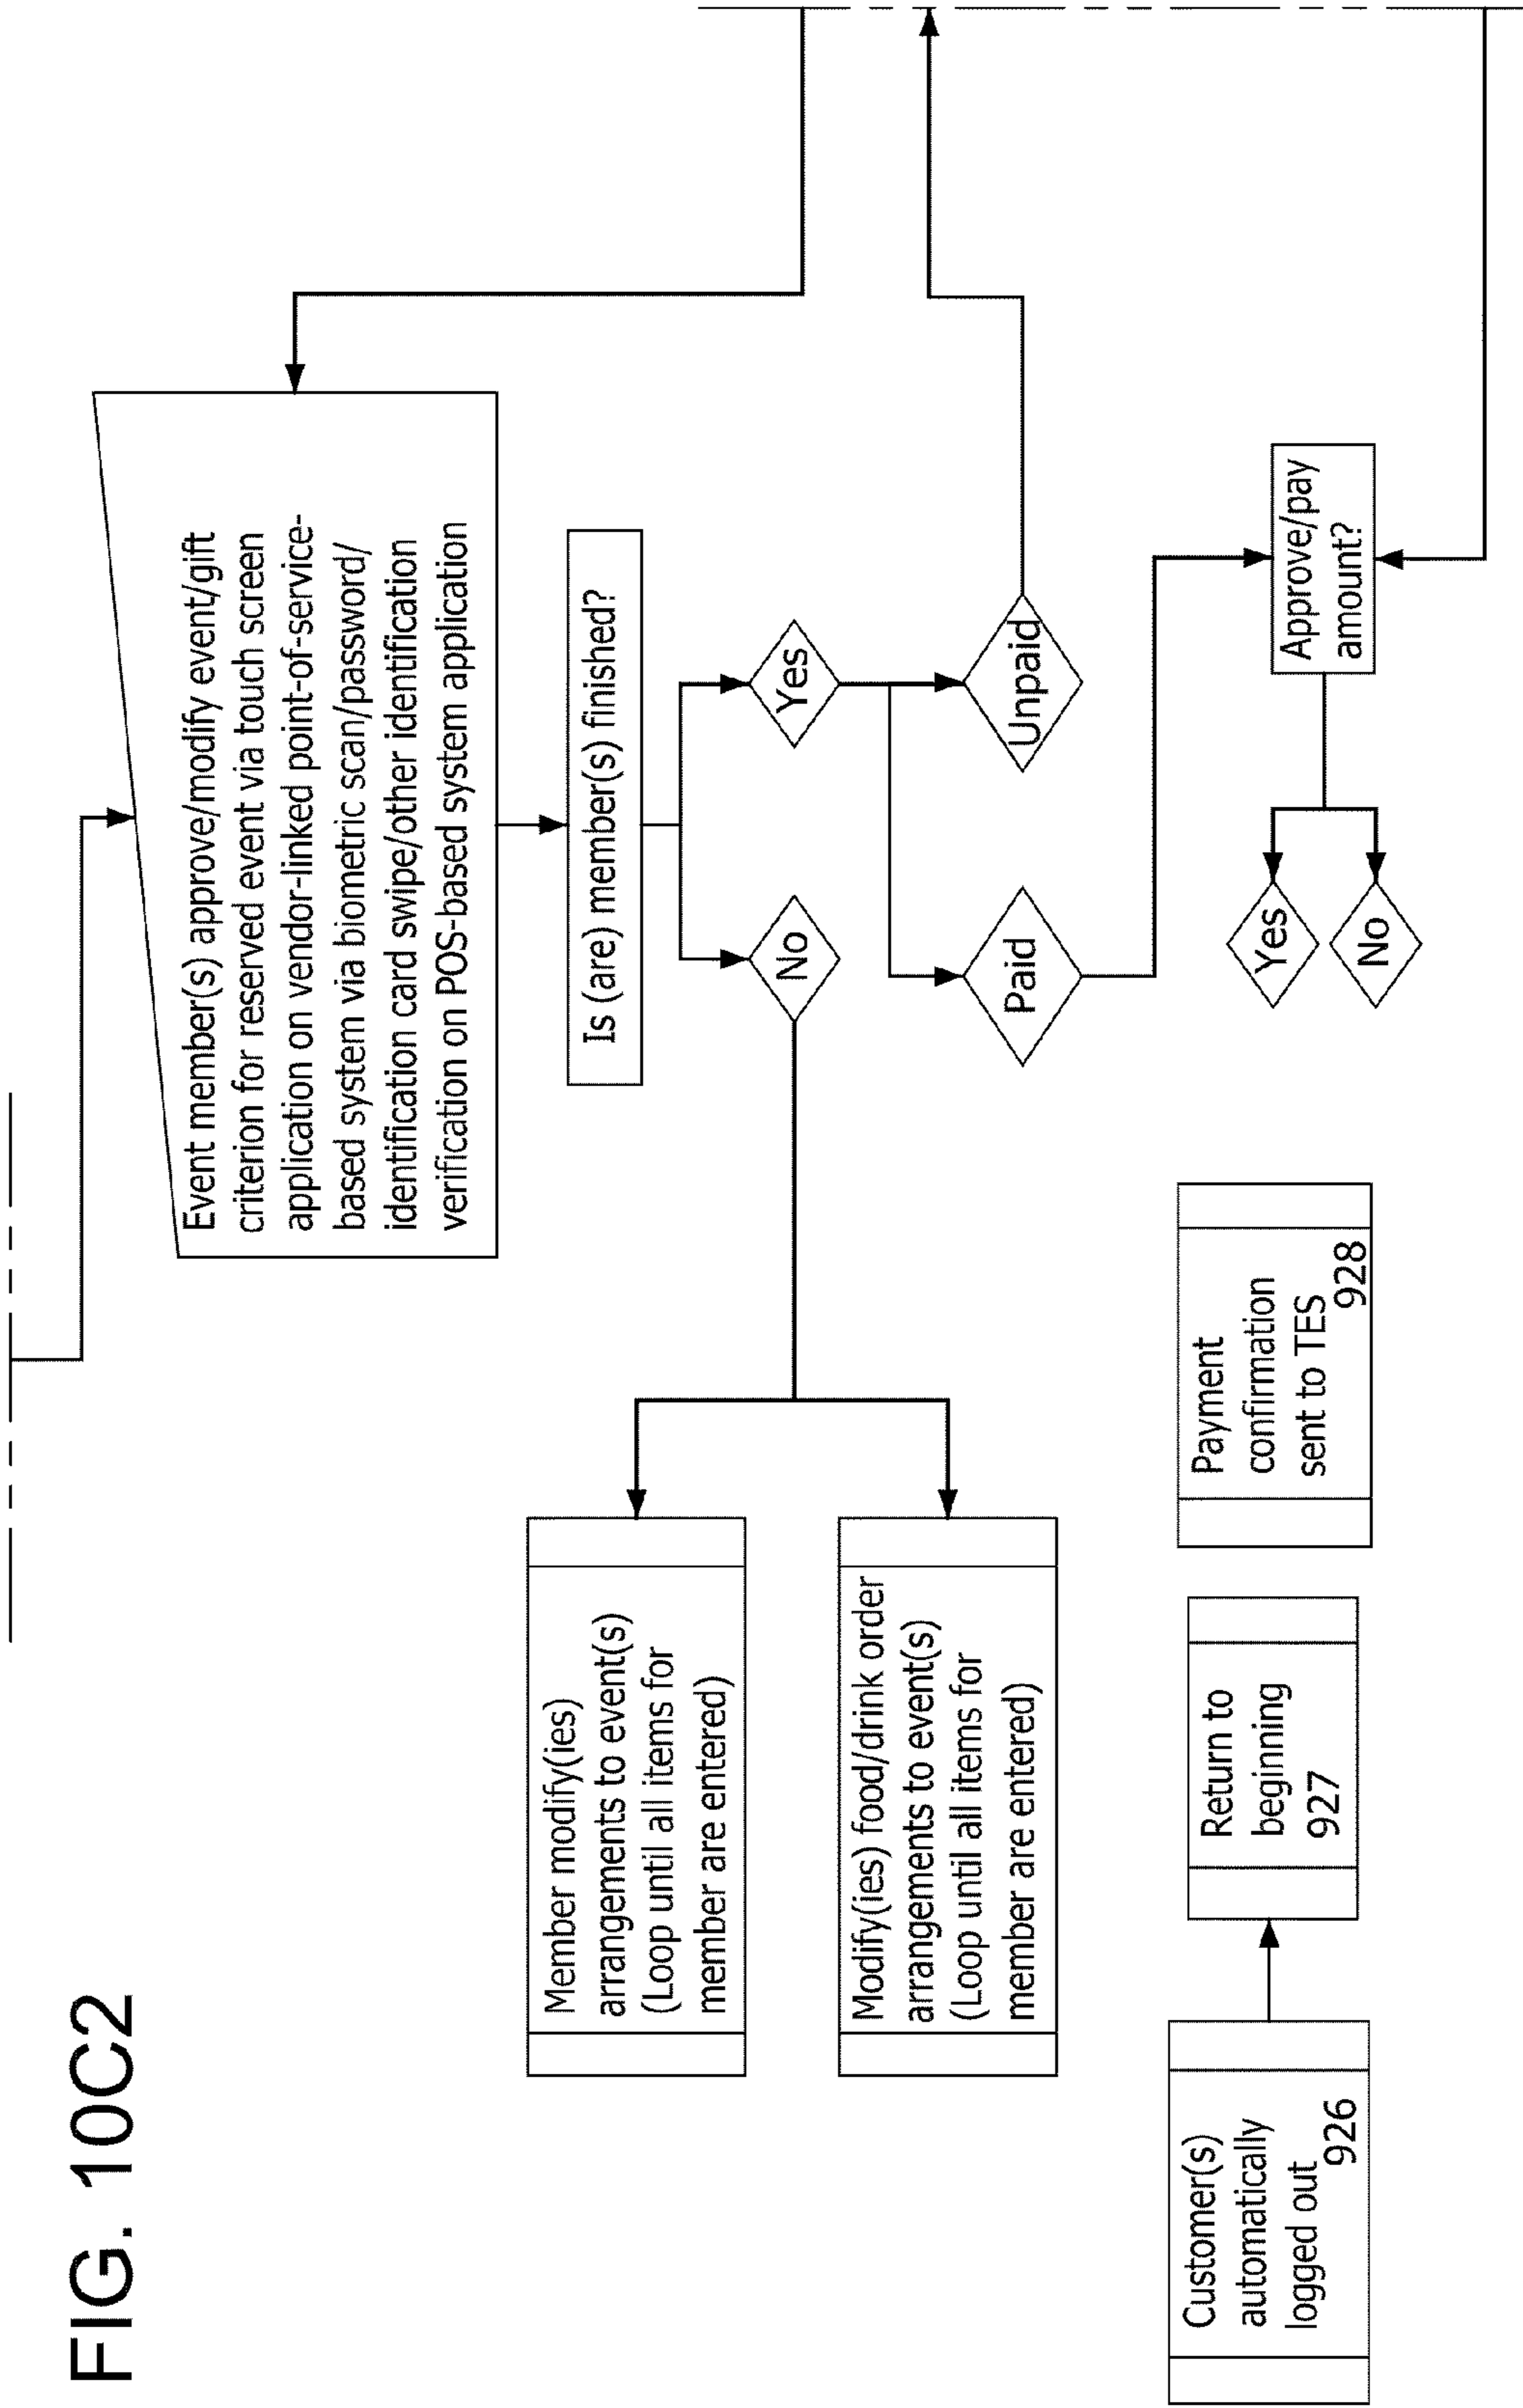 FIG. 10C2
Event member(s) approve/modify event/gift
criterion for reserved event via touch screen
application on vendor-linked point-of-service-
based system via biometric scan/password/
identification card swipe/other identification
verification on POS-based system application
Is (are) member(s) finished?
No
Yes
Member modify(ies)
arrangements to event(s)
(Loop until all items for
member are entered)
Modify(ies) food/drink order
arrangements to event(s)
(Loop until all items for
member are entered)
Paid
Unpaid
Approve/pay
amount?
Yes
No
Customer(s)
automatically
logged out
926
Return to
beginning
927
Payment
confirmation
sent to TES
928